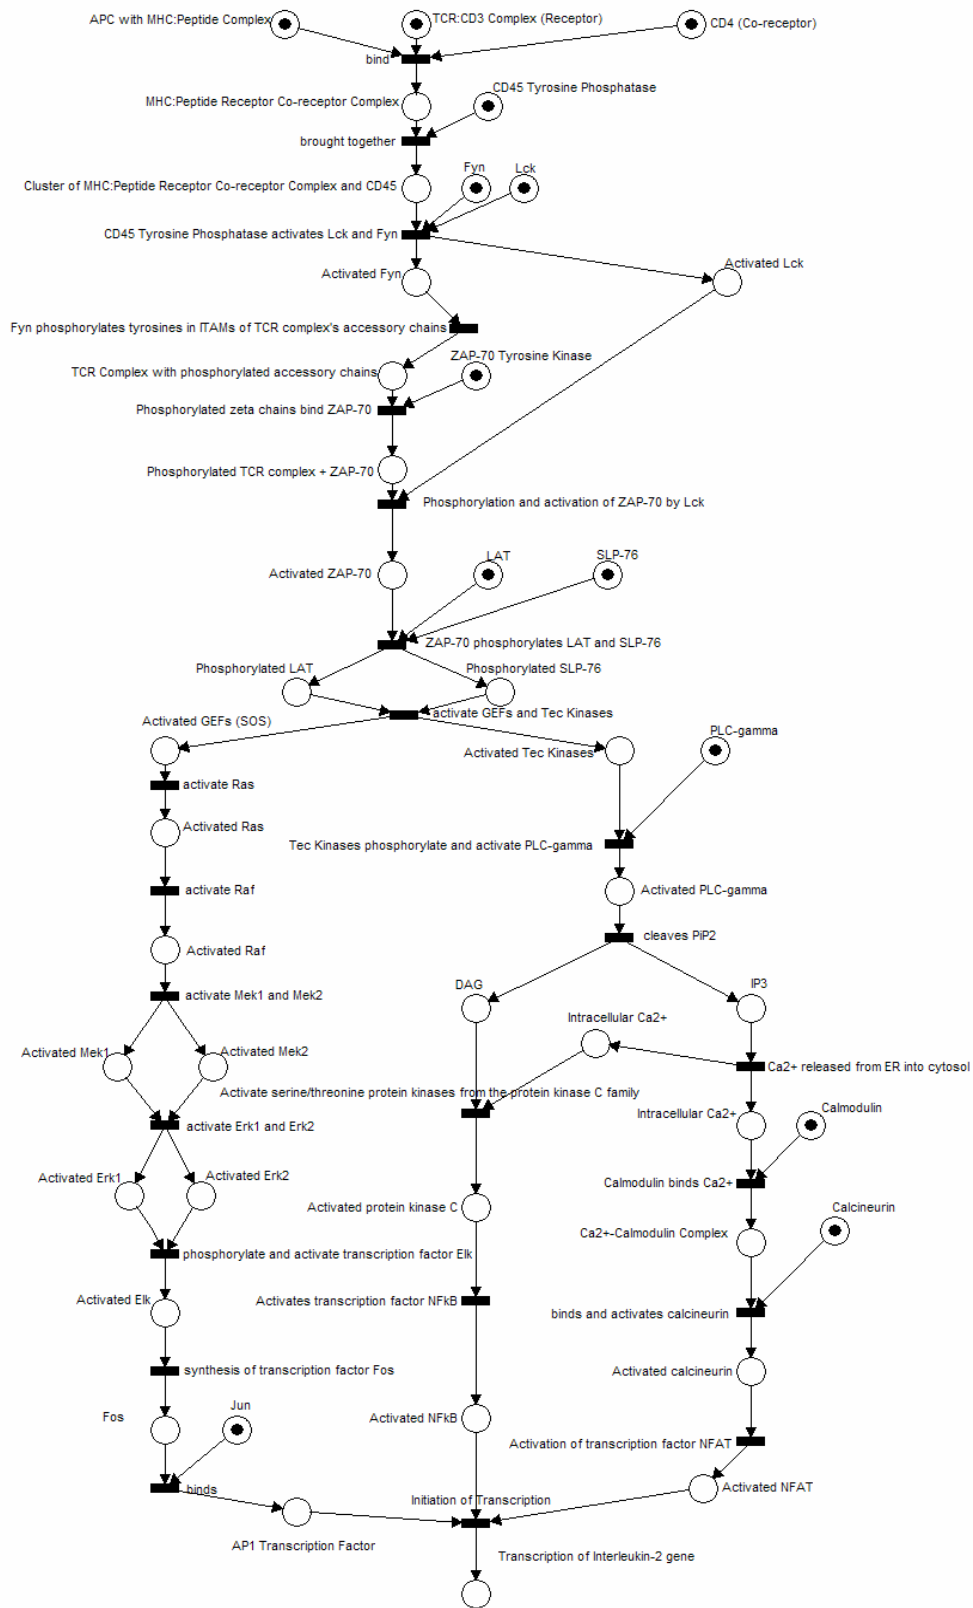 APC with MHC:Peptide Complex
TCR:CD3 Complex (Receptor)
CD4 (Co-receptor)
bind
MHC:Peptide Receptor Co-receptor Complex
CD45 Tyrosine Phosphatase
brought together
Fyn
Lck
Cluster of MHC:Peptide Receptor Co-receptor Complex and CD45
CD45 Tyrosine Phosphatase activates Lck and Fyn
Activated Fyn
Activated Lck
Fyn phosphorylates tyrosines in ITAMs of TCR complex's accessory chains
ZAP-70 Tyrosine Kinase
TCR Complex with phosphorylated accessory chains
Phosphorylated zeta chains bind ZAP-70
Phosphorylated TCR complex + ZAP-70
Phosphorylation and activation of ZAP-70 by Lck
LAT
SLP-76
Activated ZAP-70
ZAP-70 phosphorylates LAT and SLP-76
Phosphorylated LAT
Phosphorylated SLP-76
activate GEFs and Tec Kinases
Activated GEFs (SOS)
Activated Tec Kinases
PLC-gamma
activate Ras
Activated Ras
Tec Kinases phosphorylate and activate PLC-gamma
activate Raf
Activated PLC-gamma
cleaves PiP2
Activated Raf
DAG
IP3
activate Mek1 and Mek2
Intracellular Ca2+
Activated Mek1
Activated Mek2
Ca2+ released from ER into cytosol
Activate serine/threonine protein kinases from the protein kinase C family
activate Erk1 and Erk2
Intracellular Ca2+
Calmodulin
Activated Erk1
Activated Erk2
Calmodulin binds Ca2+
Activated protein kinase C
Calcineurin
Ca2+-Calmodulin Complex
phosphorylate and activate transcription factor Elk
Activated Elk
Activates transcription factor NFkB
binds and activates calcineurin
synthesis of transcription factor Fos
Activated calcineurin
Fos
Jun
Activated NFkB
Activation of transcription factor NFAT
binds
Activated NFAT
Initiation of Transcription
AP1 Transcription Factor
Transcription of Interleukin-2 gene